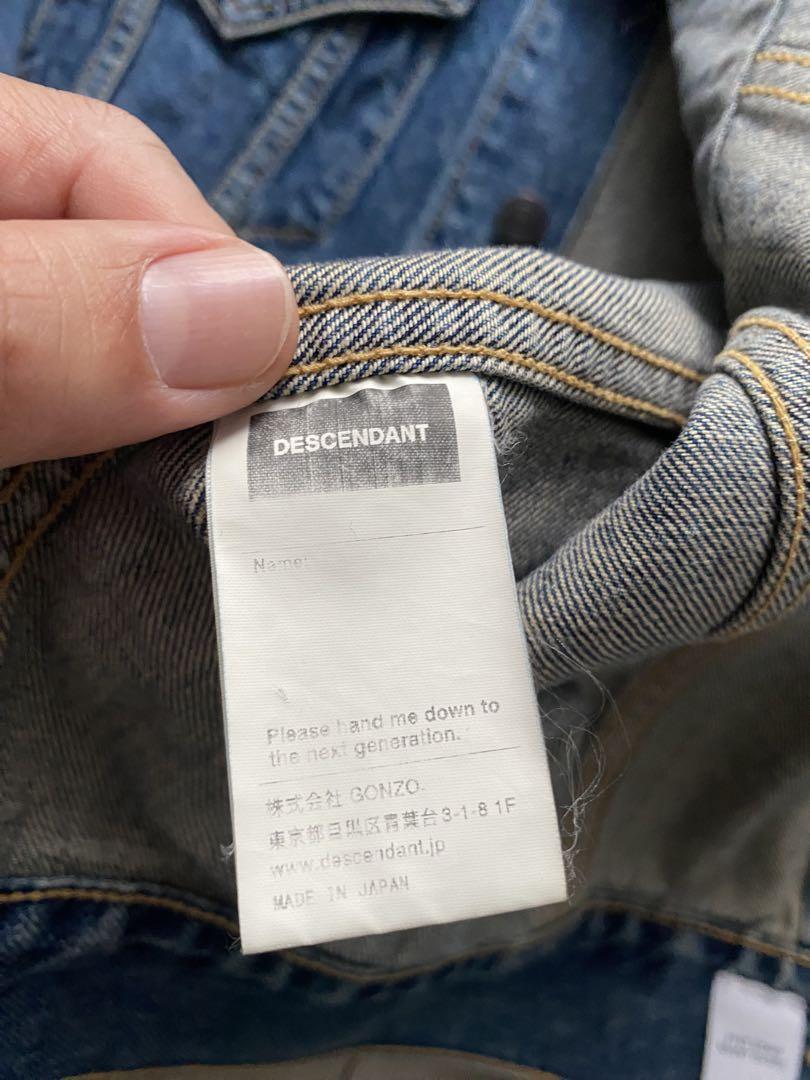 DESCENDANT
Name:
Please hand me down to
the next generation.
株式会社 GONZO.
東京都目黒区青葉台3-1-8 1F
www.descendant.jp
MADE IN JAPAN